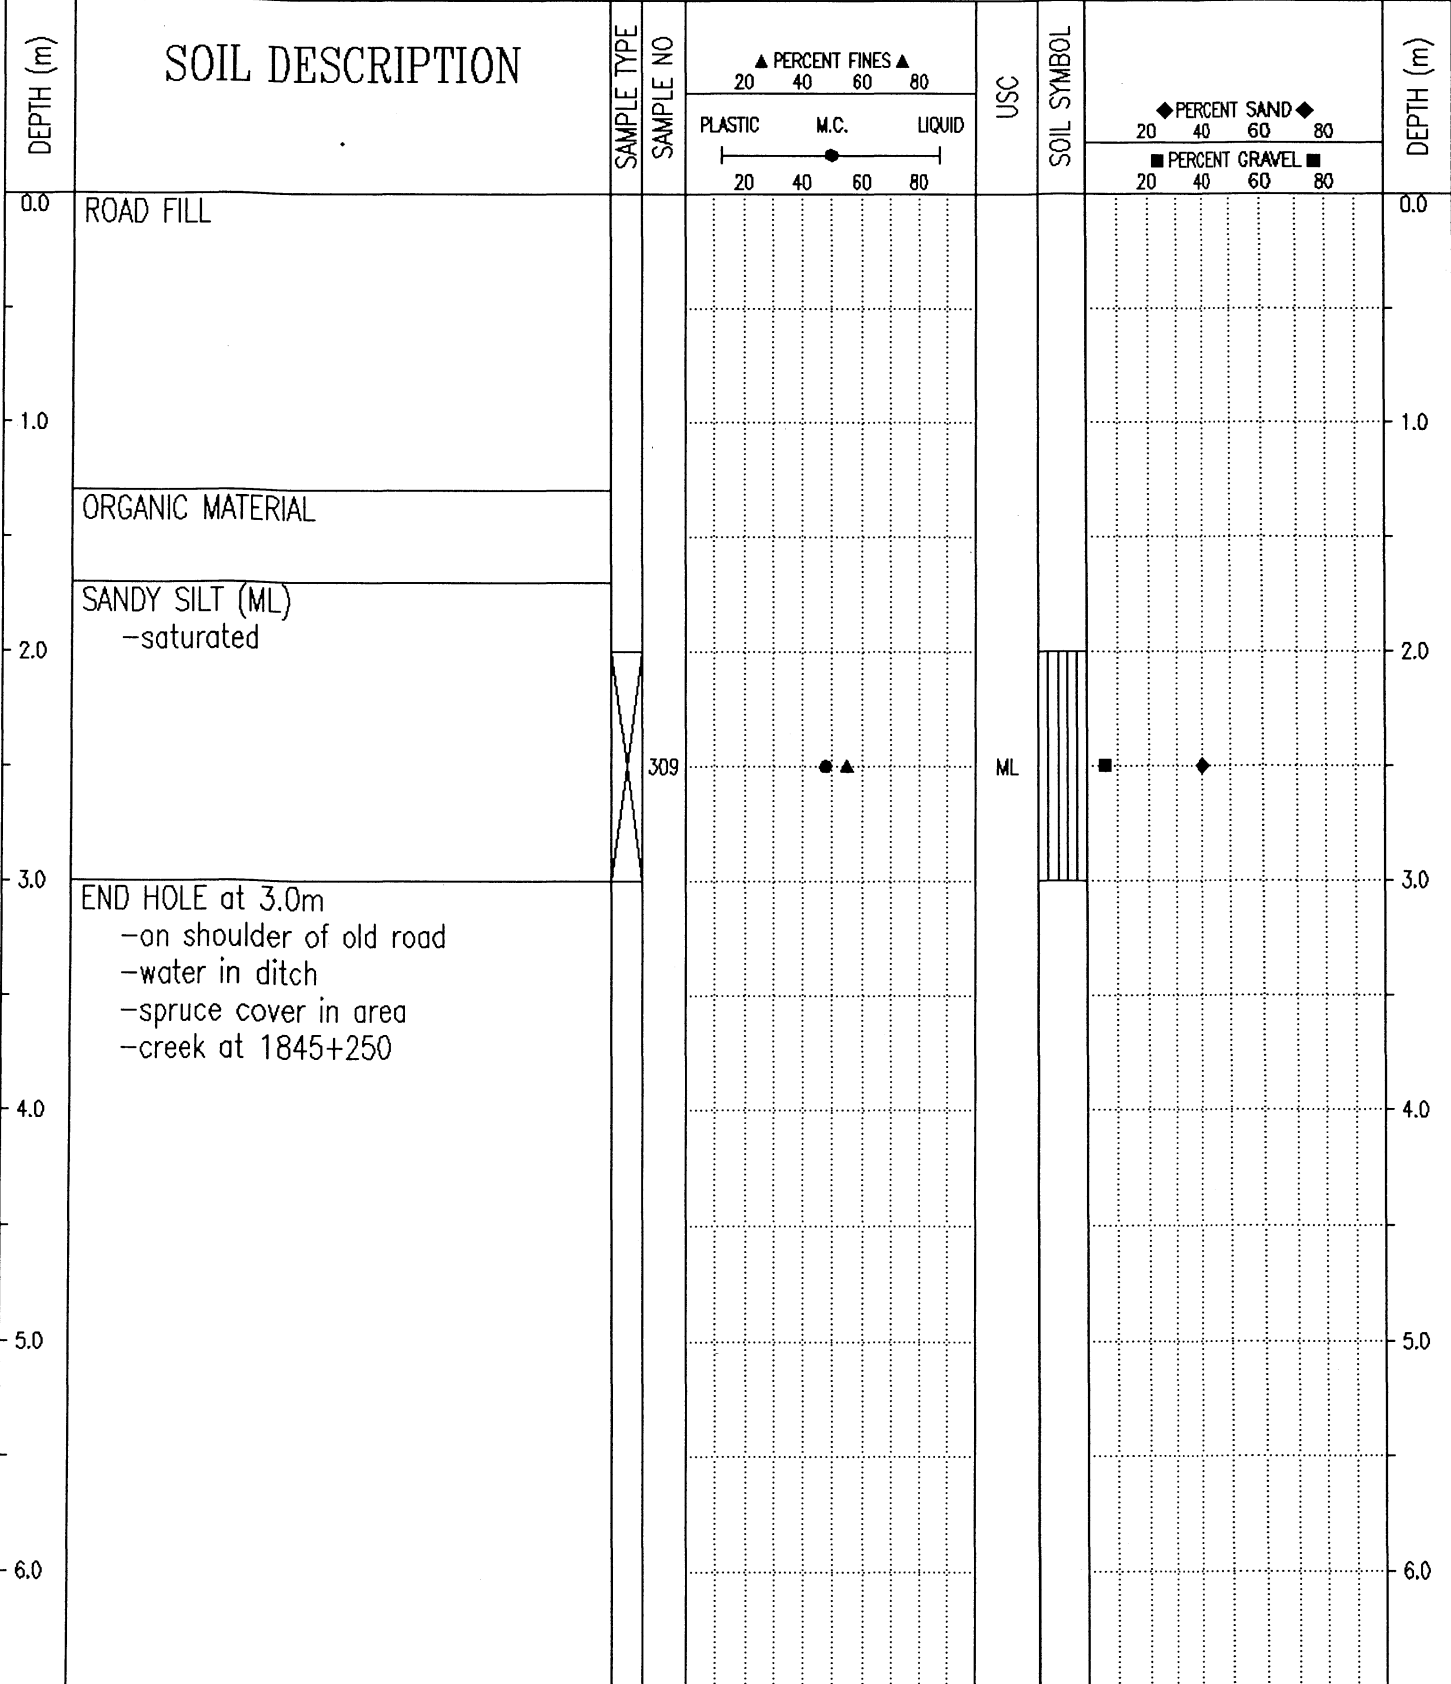 DEPTH (m)
SOIL DESCRIPTION
SAMPLE TYPE
SAMPLE NO
▲ PERCENT FINES ▲
20 40 60 80
PLASTIC M.C. LIQUID
20 40 60 80
USC
SOIL SYMBOL
◆PERCENT SAND◆
20 40 60 80
■ PERCENT GRAVEL ■
20 40 60 80
DEPTH (m)
0.0 ROAD FILL 0.0
1.0 1.0
ORGANIC MATERIAL
SANDY SILT (ML)
-saturated
2.0 2.0
309 ML
3.0 3.0
END HOLE at 3.0m
-on shoulder of old road
-water in ditch
-spruce cover in area
-creek at 1845+250
4.0 4.0
5.0 5.0
6.0 6.0